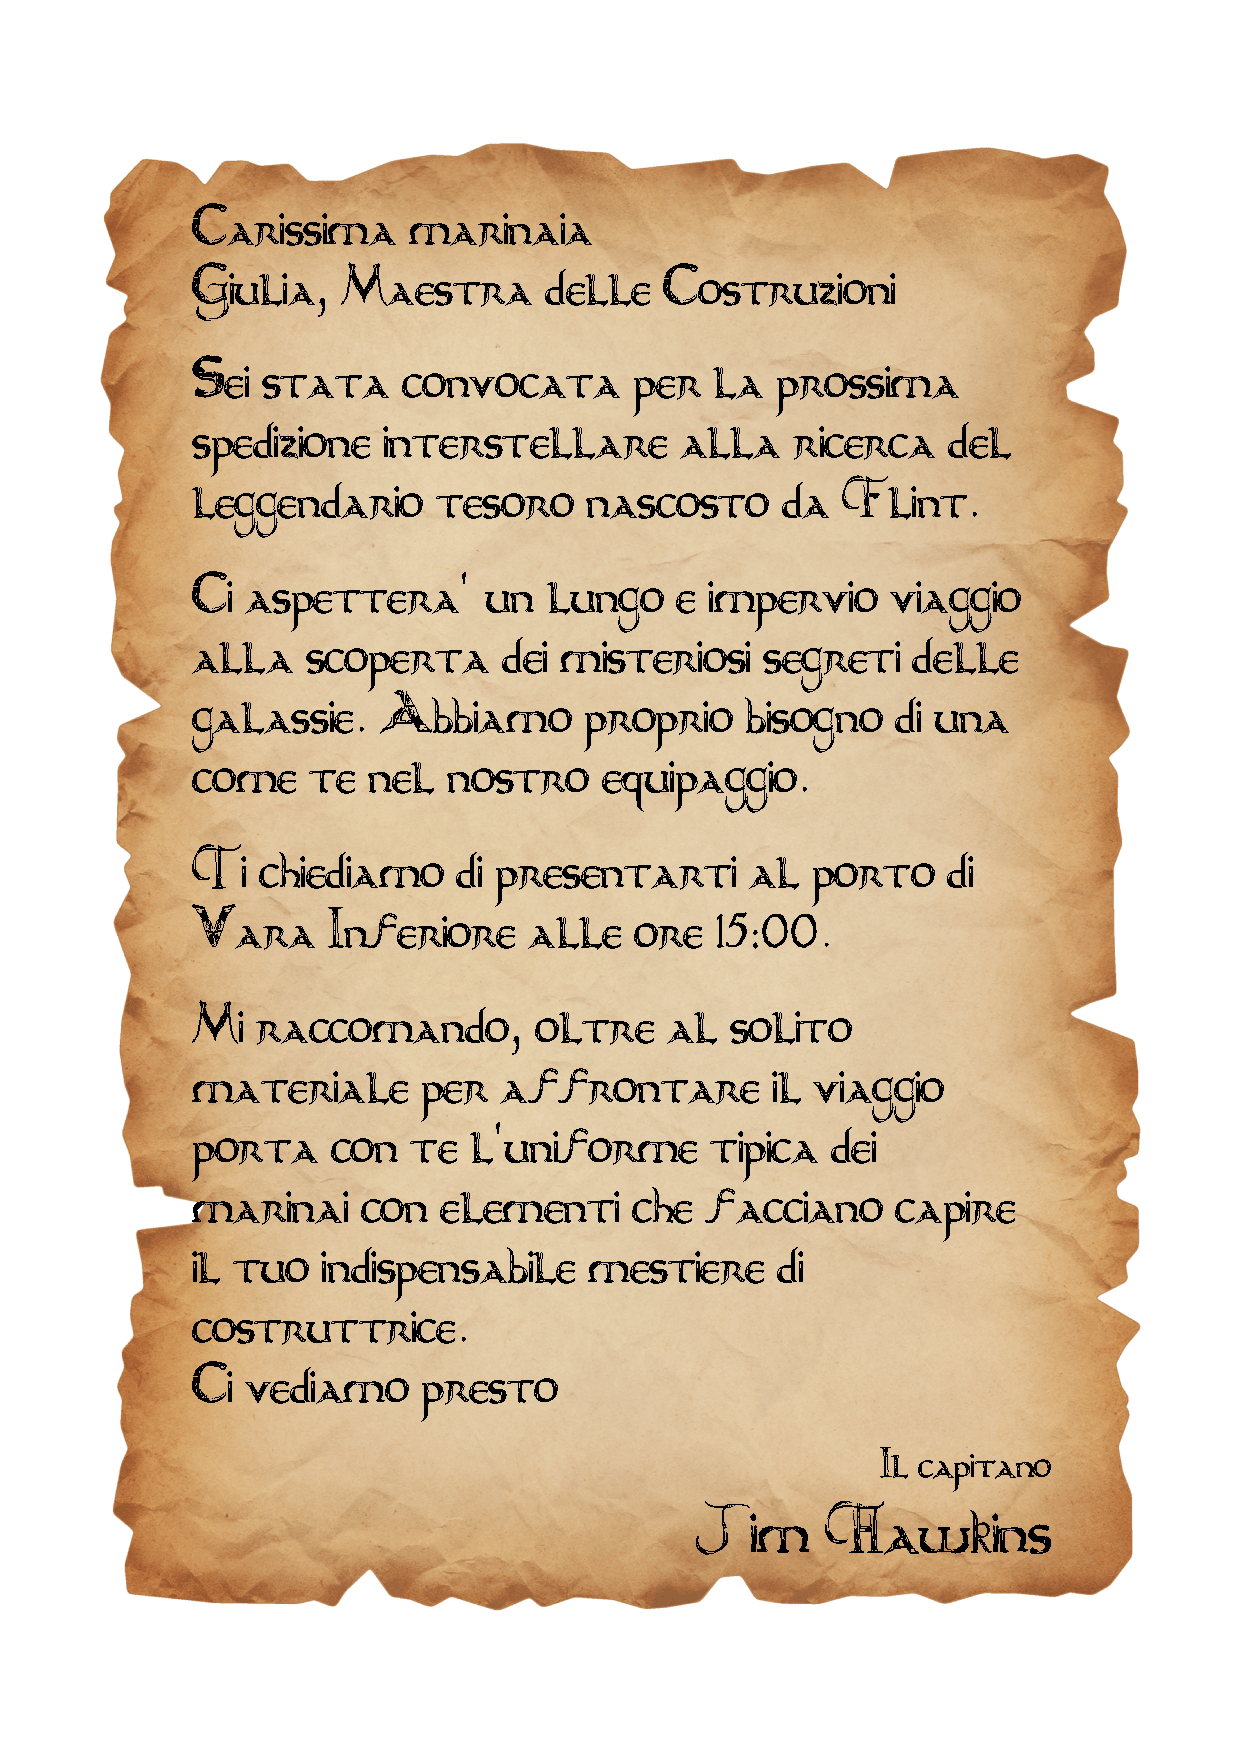 Carissima marinaia
Giulia, Maestra delle Costruzioni
Sei stata convocata per la prossima
spedizione interstellare alla ricerca del
leggendario tesoro nascosto da Flint.
Ci aspettera' un lungo e impervio viaggio
alla scoperta dei misteriosi segreti delle
galassie. Abbiamo proprio bisogno di una
come te nel nostro equipaggio.
Ti chiediamo di presentarti al porto di
Vara Inferiore alle ore 15:00.
Mi raccomando, oltre al solito
materiale per affrontare il viaggio
porta con te l'uniforme tipica dei
marinai con elementi che facciano capire
il tuo indispensabile mestiere di
costruttrice.
Ci vediamo presto
Il capitano
Jim Hawkins